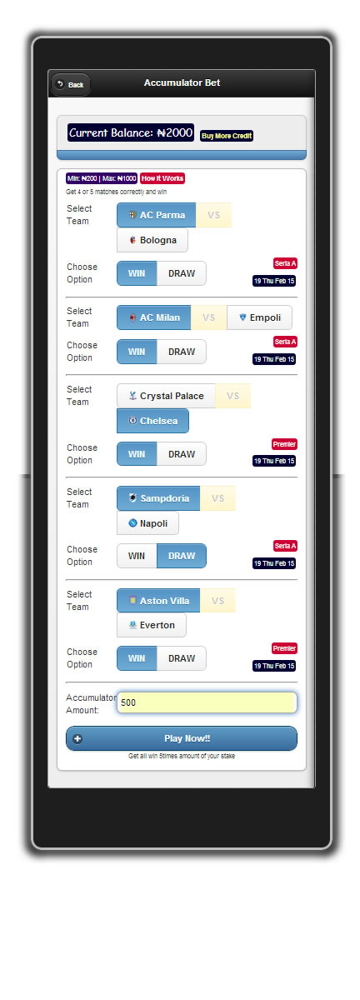 Back
Accumulator Bet
Current Balance: ₦2000 Buy More Credit
Min: ₦200 | Max: ₦1000 How It Works
Get 4 or 5 matches correctly and win
Select Team
AC Parma VS
Bologna
Choose Option
WIN DRAW
Seria A
19 Thu Feb 15
Select Team
AC Milan VS Empoli
Choose Option
WIN DRAW
Seria A
19 Thu Feb 15
Select Team
Crystal Palace VS
Chelsea
Choose Option
WIN DRAW
Premier
19 Thu Feb 15
Select Team
Sampdoria VS
Napoli
Choose Option
WIN DRAW
Seria A
19 Thu Feb 15
Select Team
Aston Villa VS
Everton
Choose Option
WIN DRAW
Premier
19 Thu Feb 15
Accumulator Amount:
500
Play Now!!
Get all win 5times amount of your stake